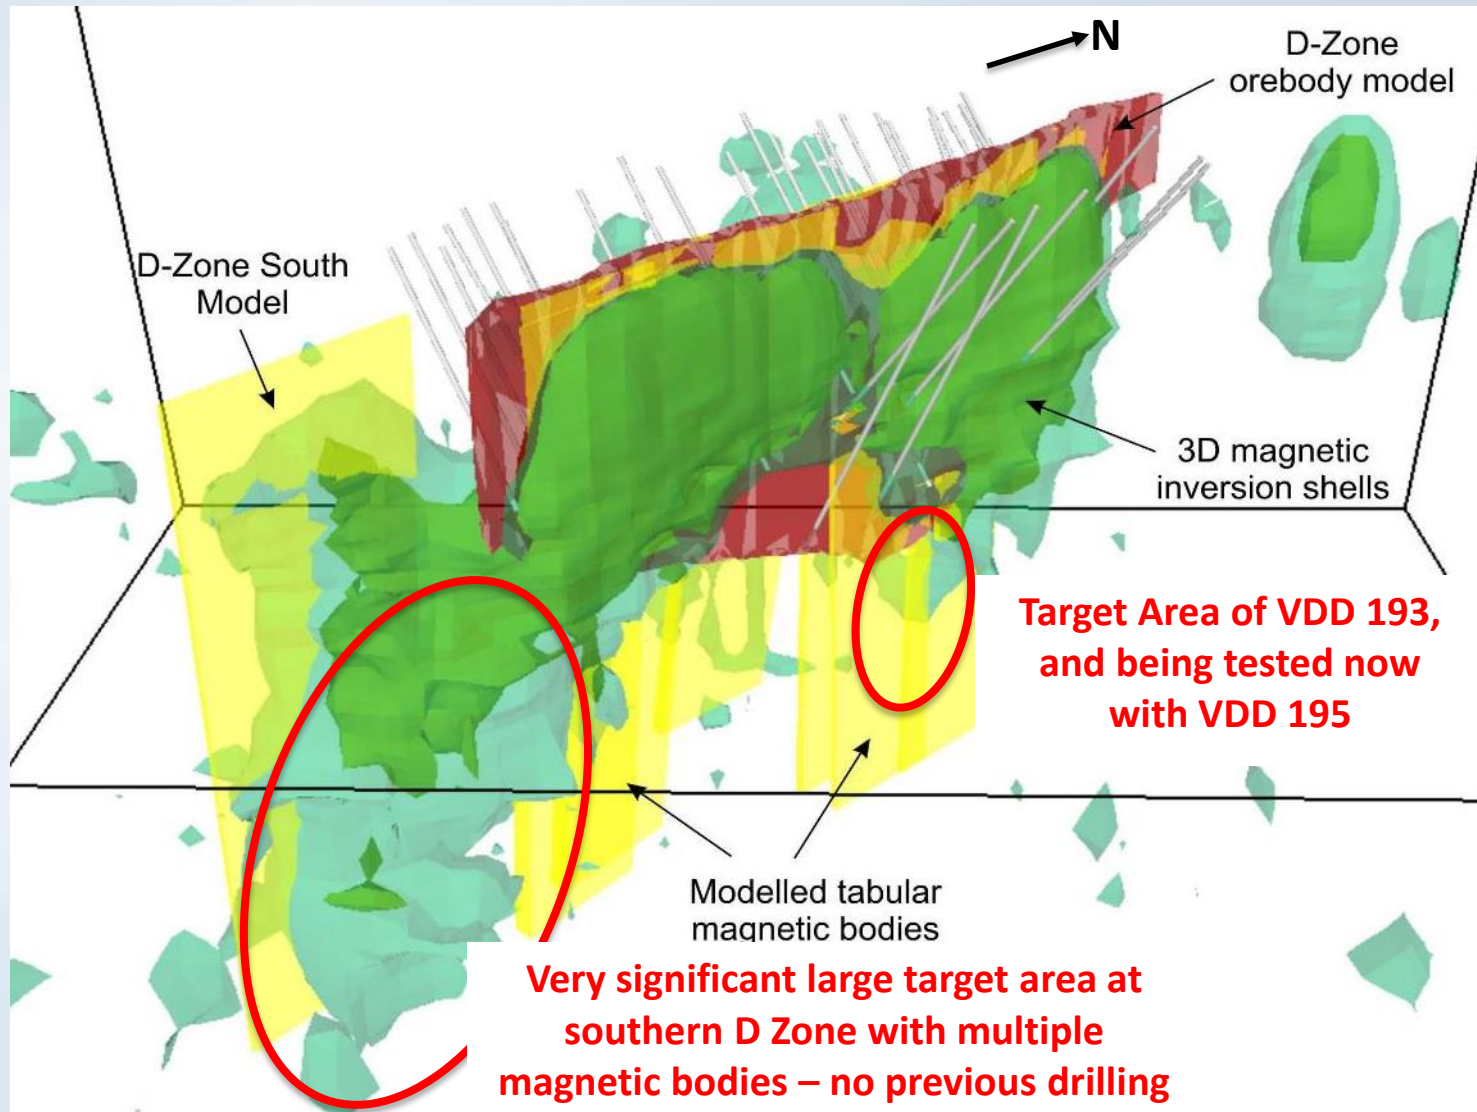 N
D-Zone
orebody model
D-Zone South
Model
3D magnetic
inversion shells
Target Area of VDD 193,
and being tested now
with VDD 195
Modelled tabular
magnetic bodies
Very significant large target area at
southern D Zone with multiple
magnetic bodies – no previous drilling